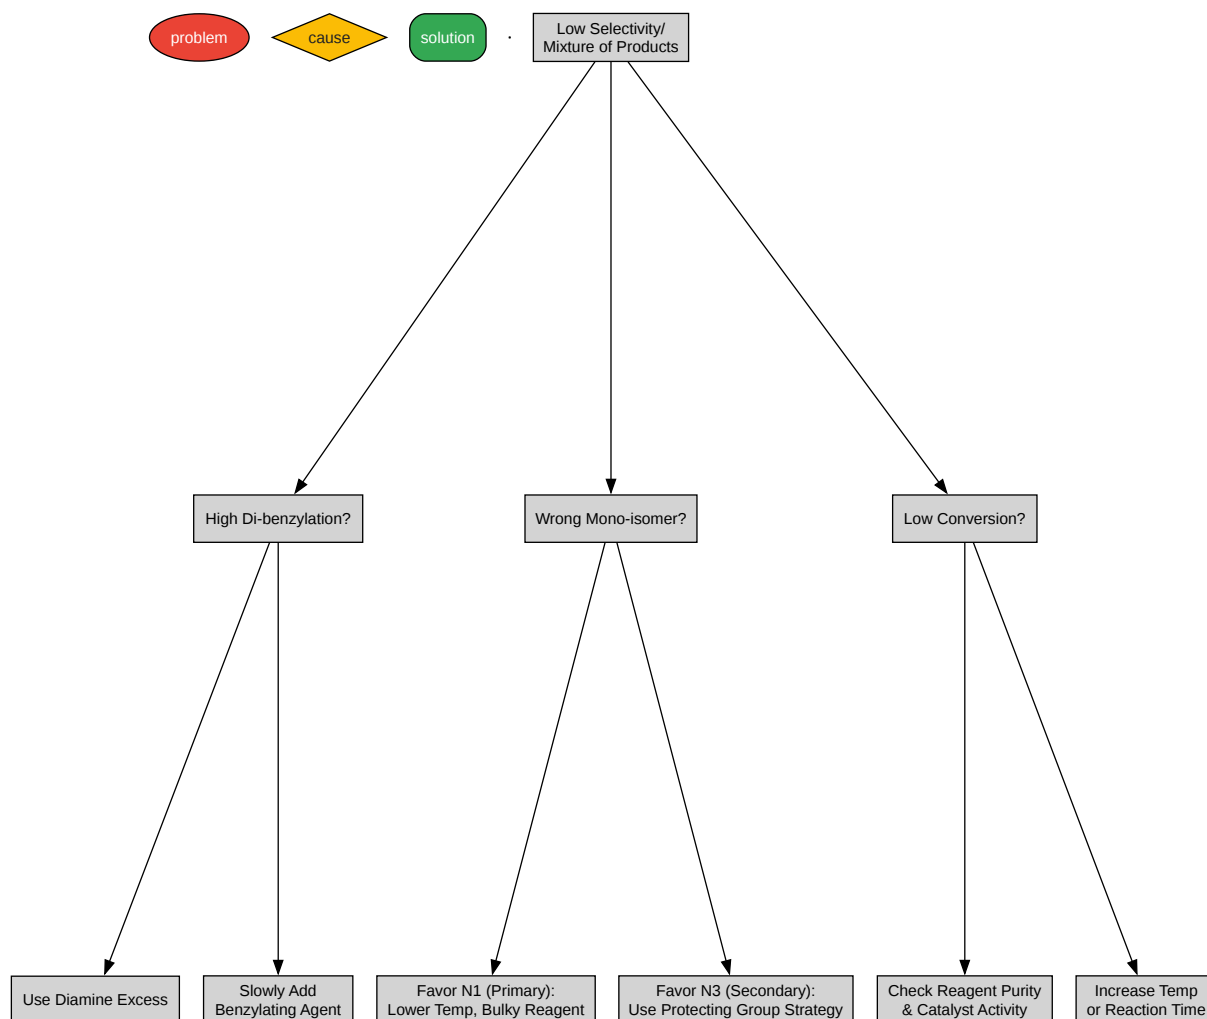 problem
cause
solution
Low Selectivity/
Mixture of Products
High Di-benzylation?
Wrong Mono-isomer?
Low Conversion?
Use Diamine Excess
Slowly Add
Benzylating Agent
Favor N1 (Primary):
Lower Temp, Bulky Reagent
Favor N3 (Secondary):
Use Protecting Group Strategy
Check Reagent Purity
& Catalyst Activity
Increase Temp
or Reaction Time